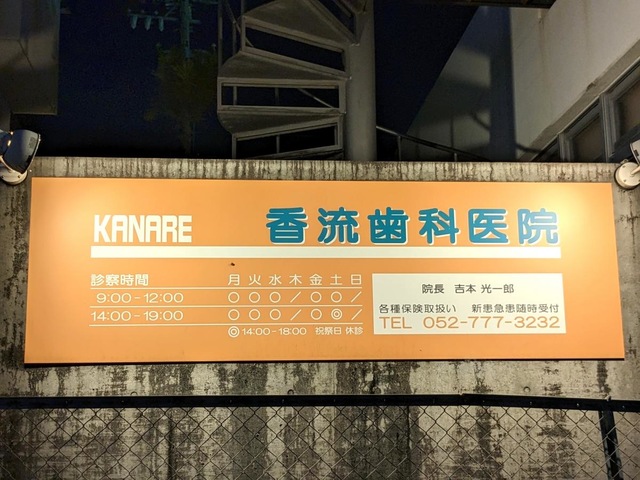 KANARE 香流歯科医院
診察時間 月 火 水 木 金 土 日
9:00-12:00 ○ ○ ○ / ○ ○ /
14:00-19:00 ○ ○ ○ / ○ ◎ /
◎14:00-18:00 祝祭日 休診
院長 吉本 光一郎
各種保険取扱い 新患急患随時受付
TEL 052-777-3232